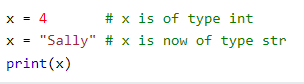 x = 4       # x is of type int
x = "Sally" # x is now of type str
print(x)